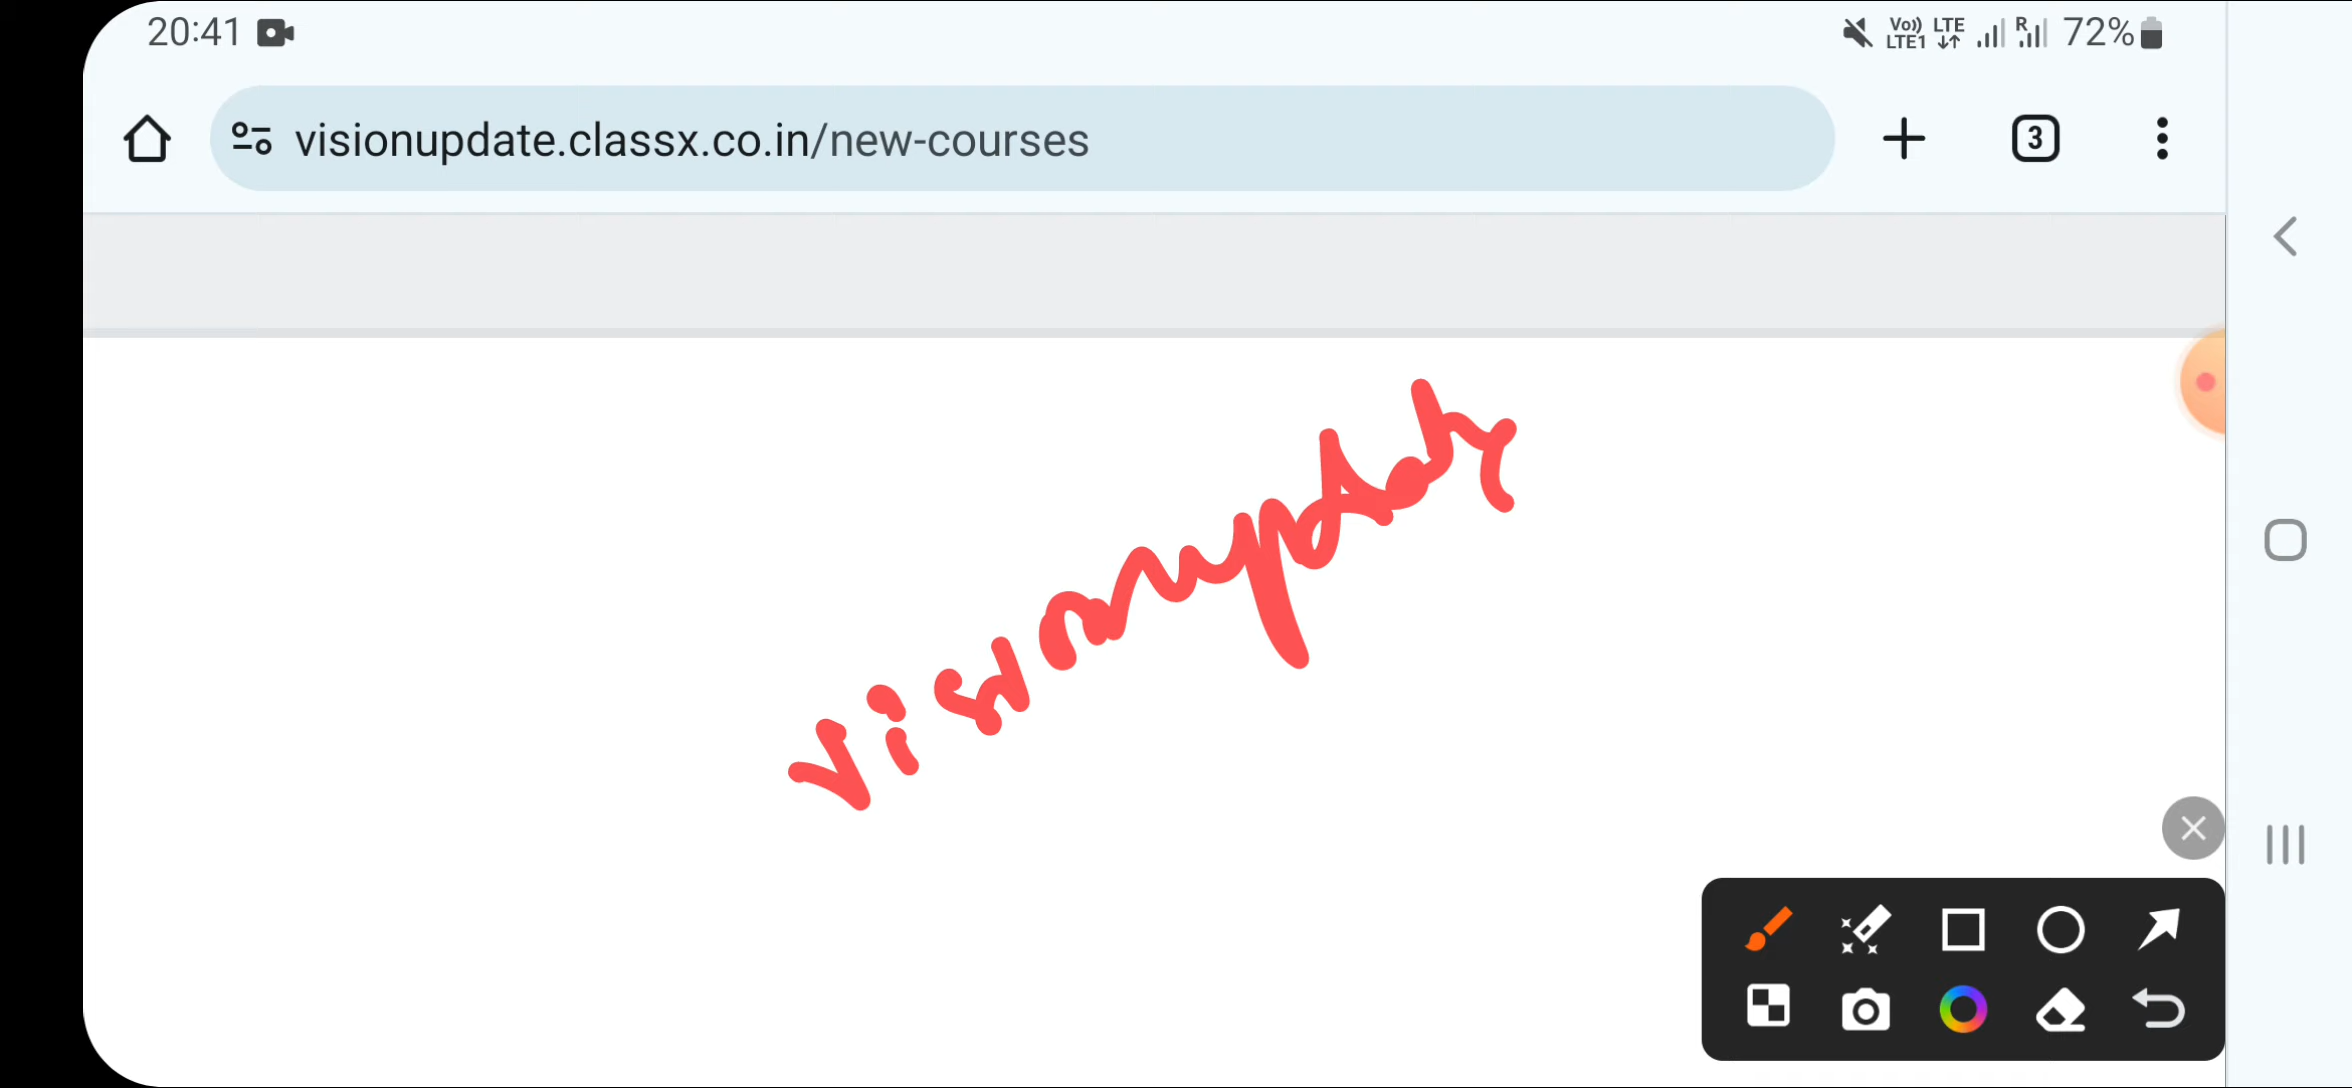 20:41 Vo)) LTE1 LTE R 72%
visionupdate.classx.co.in/new-courses 3
visionupdate